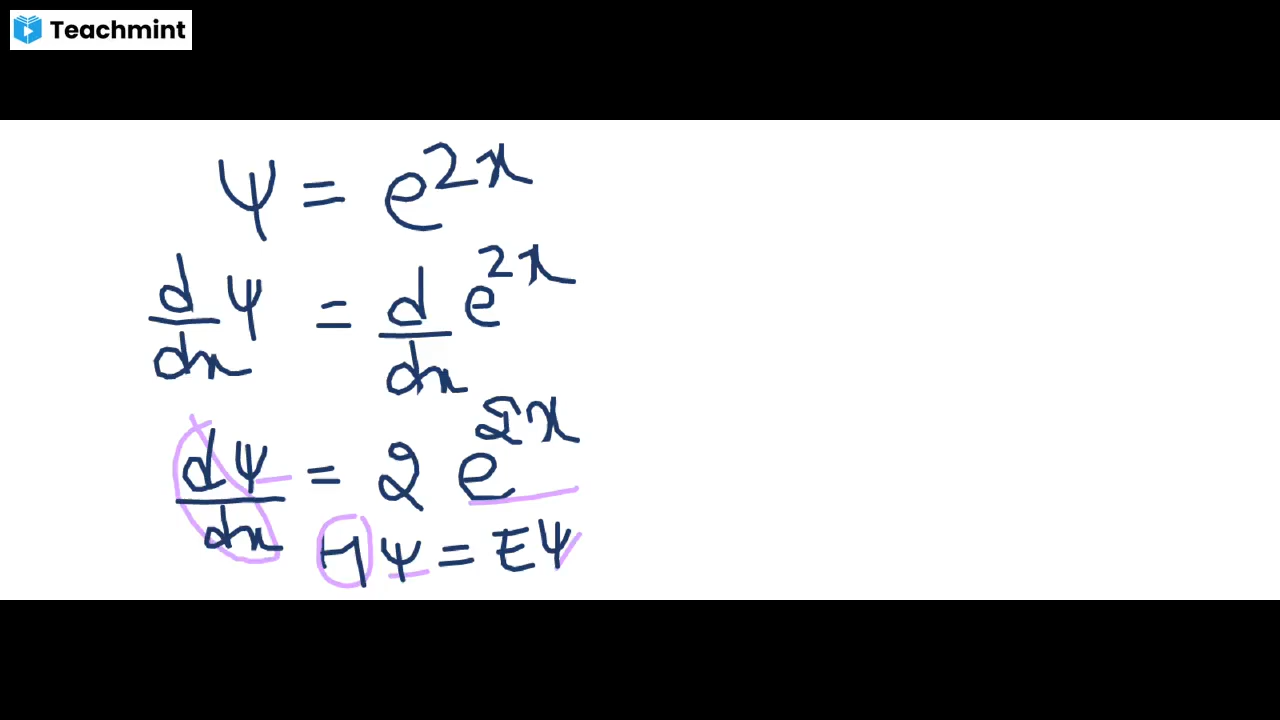 Teachmint
ψ = e^2x
d/dx ψ = d/dx e^2x
dψ/dx = 2 e^2x
Hψ = Eψ